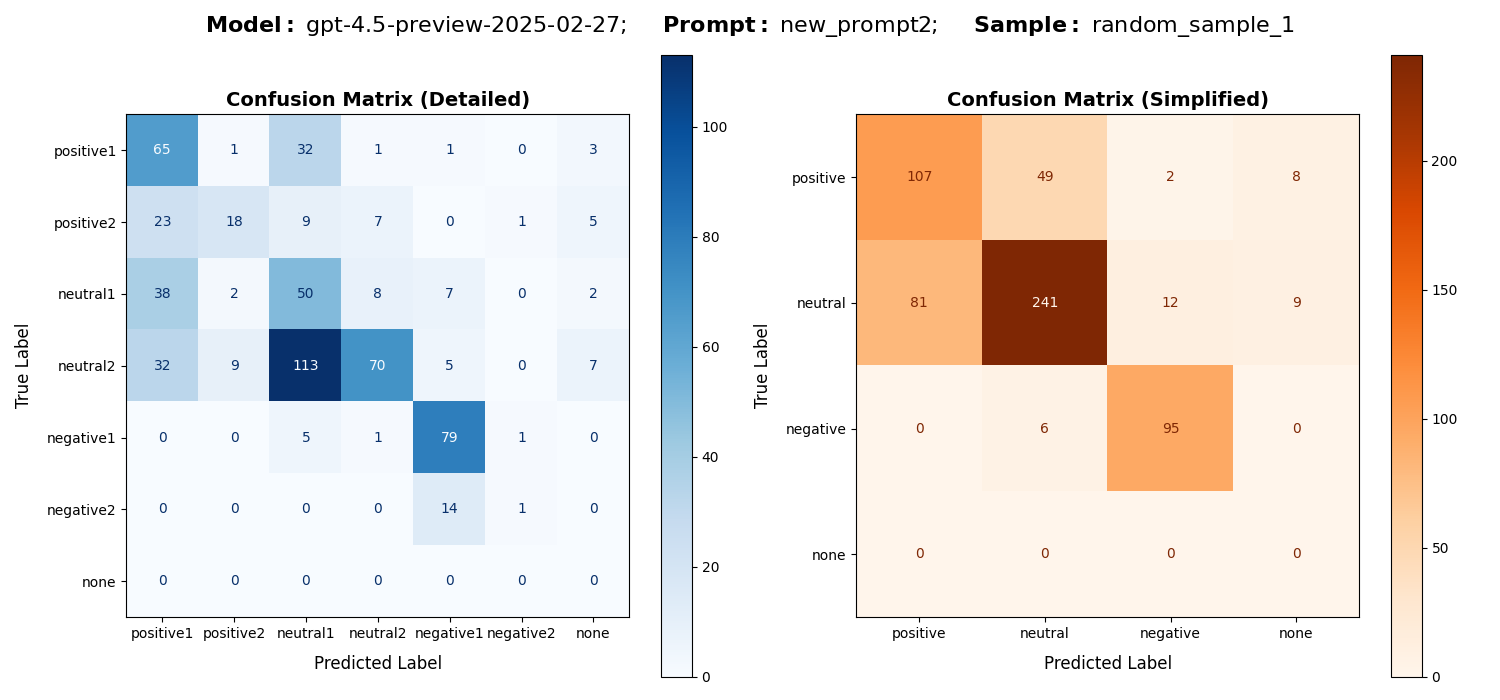 Model: gpt-4.5-preview-2025-02-27; Prompt: new_prompt2; Sample: random_sample_1
Confusion Matrix (Detailed)
True Label
positive1 65 1 32 1 1 0 3
positive2 23 18 9 7 0 1 5
neutral1 38 2 50 8 7 0 2
neutral2 32 9 113 70 5 0 7
negative1 0 0 5 1 79 1 0
negative2 0 0 0 0 14 1 0
none 0 0 0 0 0 0 0
positive1 positive2 neutral1 neutral2 negative1 negative2 none
Predicted Label
100
80
60
40
20
0
Confusion Matrix (Simplified)
True Label
positive 107 49 2 8
neutral 81 241 12 9
negative 0 6 95 0
none 0 0 0 0
positive neutral negative none
Predicted Label
200
150
100
50
0